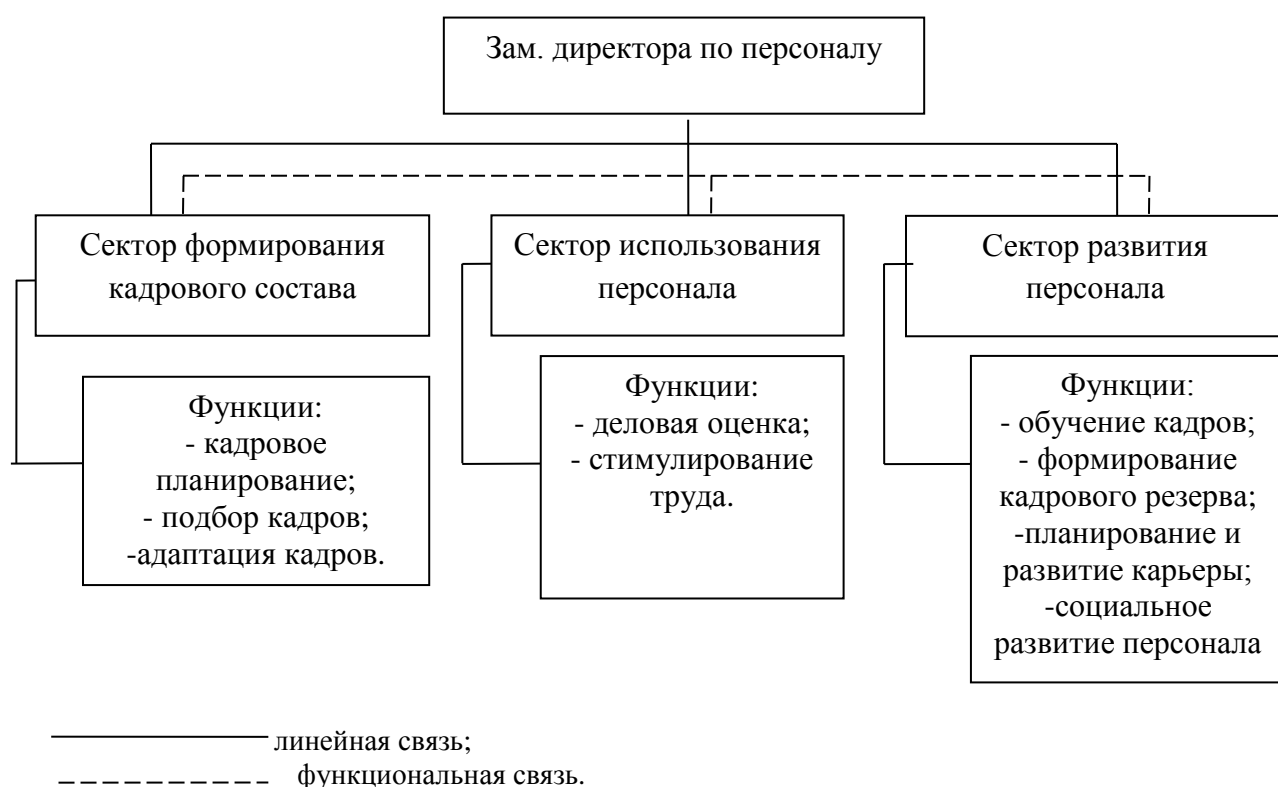 Зам. директора по персоналу
Сектор формирования
кадрового состава
Сектор использования
персонала
Сектор развития
персонала
Функции:
- кадровое
планирование;
- подбор кадров;
-адаптация кадров.
Функции:
- деловая оценка;
- стимулирование
труда.
Функции:
- обучение кадров;
- формирование
кадрового резерва;
-планирование и
развитие карьеры;
-социальное
развитие персонала
линейная связь;
функциональная связь.